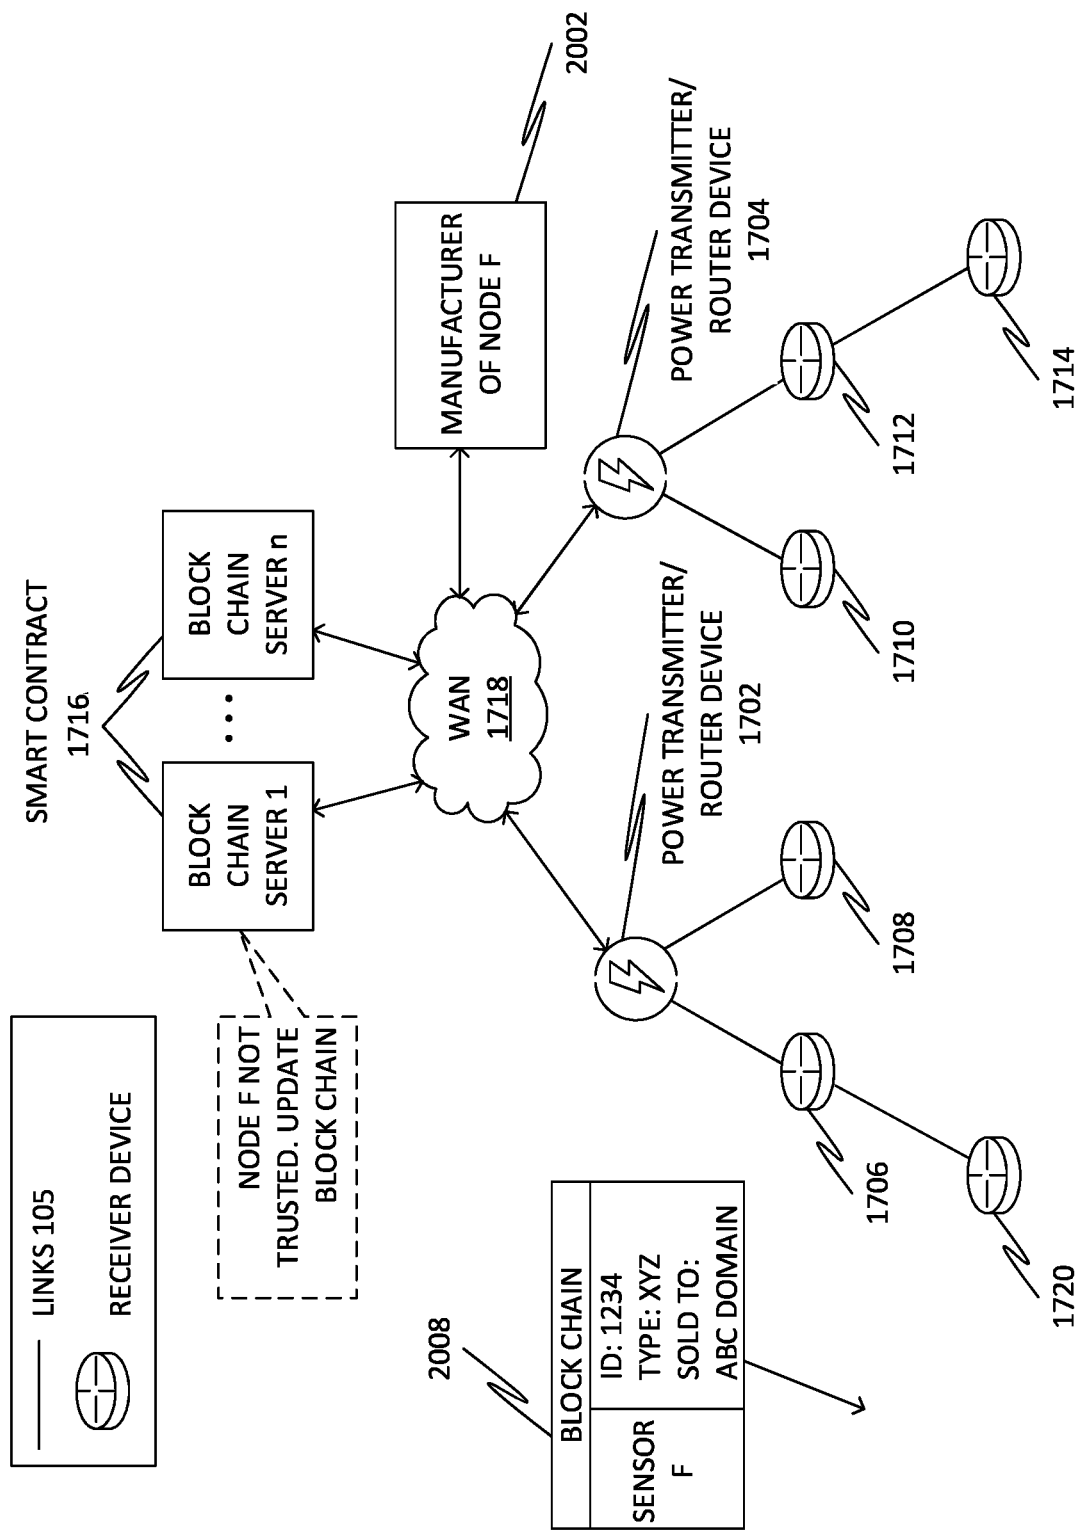 LINKS 105
RECEIVER DEVICE
NODE F NOT
TRUSTED. UPDATE
BLOCK CHAIN
SMART CONTRACT
1716
BLOCK
CHAIN
SERVER 1
...
BLOCK
CHAIN
SERVER n
WAN
1718
MANUFACTURER
OF NODE F
2002
2008
BLOCK CHAIN
SENSOR
F
ID: 1234
TYPE: XYZ
SOLD TO:
ABC DOMAIN
POWER TRANSMITTER/
ROUTER DEVICE
1702
POWER TRANSMITTER/
ROUTER DEVICE
1704
1706
1708
1710
1712
1720
1714